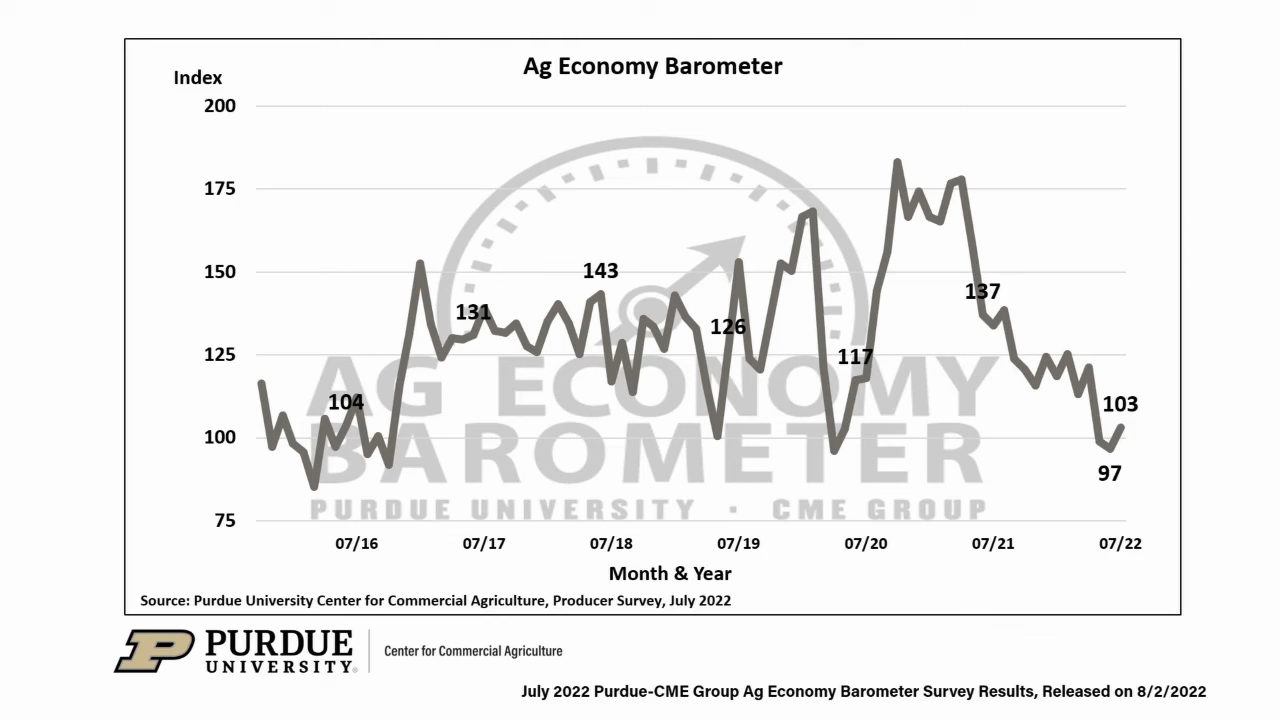 Ag Economy Barometer
Index
200
175
150
125
100
75
104
131
143
126
117
137
103
97
AG ECONOMY
BAROMETER
PURDUE UNIVERSITY · CME GROUP
07/16 07/17 07/18 07/19 07/20 07/21 07/22
Month & Year
Source: Purdue University Center for Commercial Agriculture, Producer Survey, July 2022
P PURDUE
UNIVERSITY®
Center for Commercial Agriculture
July 2022 Purdue-CME Group Ag Economy Barometer Survey Results, Released on 8/2/2022